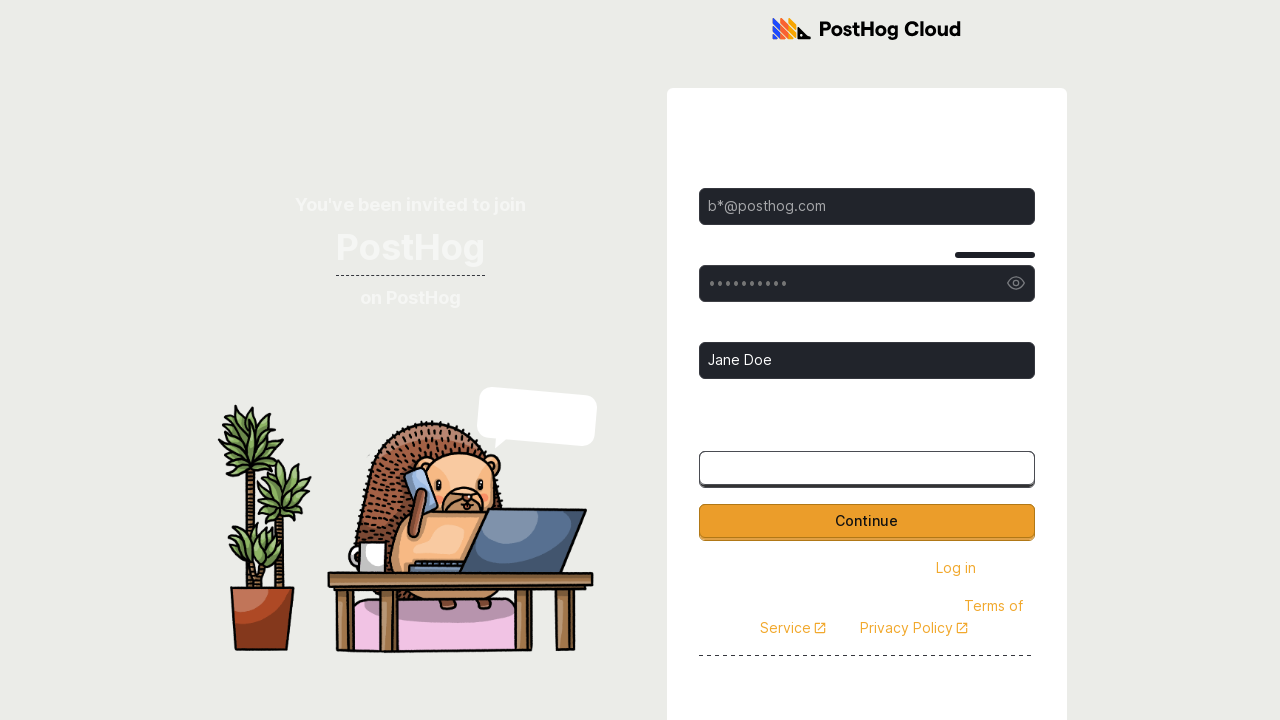 PostHog Cloud
You've been invited to join
PostHog
on PostHog
b*@posthog.com
••••••••••
Jane Doe
Continue
Log in
Terms of
Service
Privacy Policy